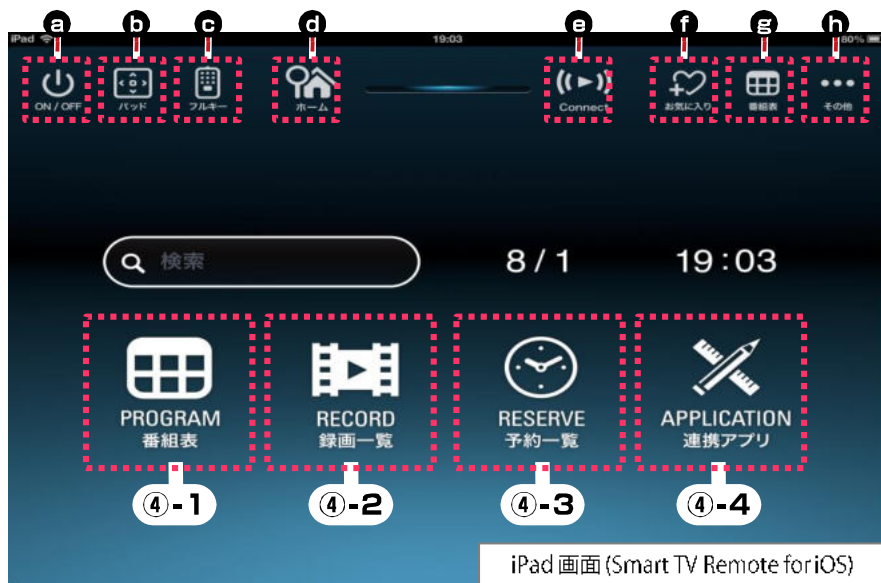 a b c d e f g h
iPad 19:03 80%
ON / OFF パッド フルキー ホーム Connect お気に入り 番組表 その他
検索 8 / 1 19:03
PROGRAM RECORD RESERVE APPLICATION
番組表 録画一覧 予約一覧 連携アプリ
④-1 ④-2 ④-3 ④-4
iPad 画面 (Smart TV Remote for iOS)